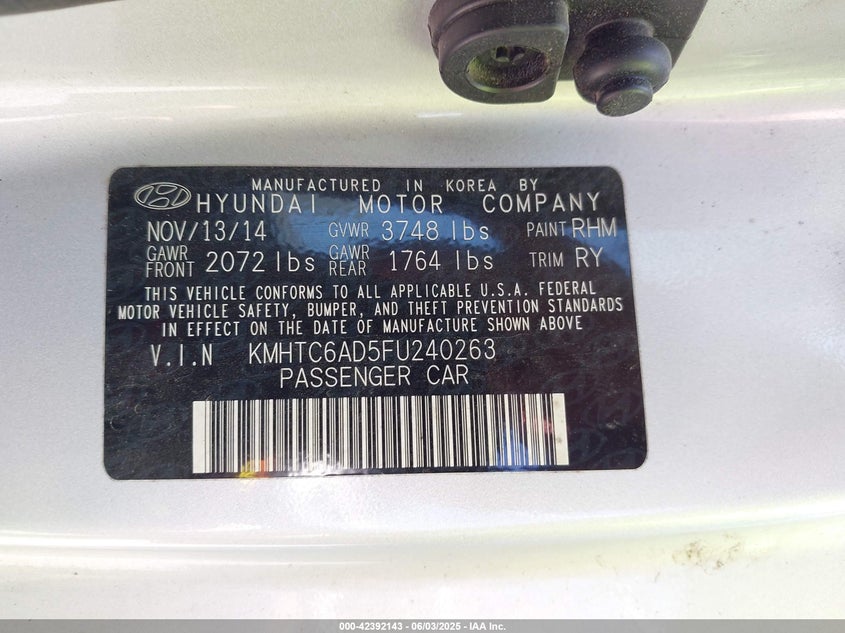 MANUFACTURED IN KOREA BY
HYUNDAI MOTOR COMPANY
NOV/13/14 GVWR 3748 lbs PAINT RHM
GAWR FRONT 2072 lbs GAWR REAR 1764 lbs TRIM RY
THIS VEHICLE CONFORMS TO ALL APPLICABLE U.S.A. FEDERAL
MOTOR VEHICLE SAFETY, BUMPER, AND THEFT PREVENTION STANDARDS
IN EFFECT ON THE DATE OF MANUFACTURE SHOWN ABOVE
V.I.N KMHTC6AD5FU240263
PASSENGER CAR
000-42392143 - 06/03/2025 - IAA Inc.